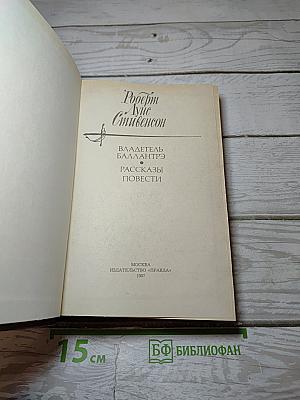 Роберт
Луис
Стивенсон
ВЛАДЕТЕЛЬ
БАЛЛАНТРЭ
РАССКАЗЫ
ПОВЕСТИ
МОСКВА
ИЗДАТЕЛЬСТВО «ПРАВДА»
1987
15 см
БФ БИБЛИОФАН